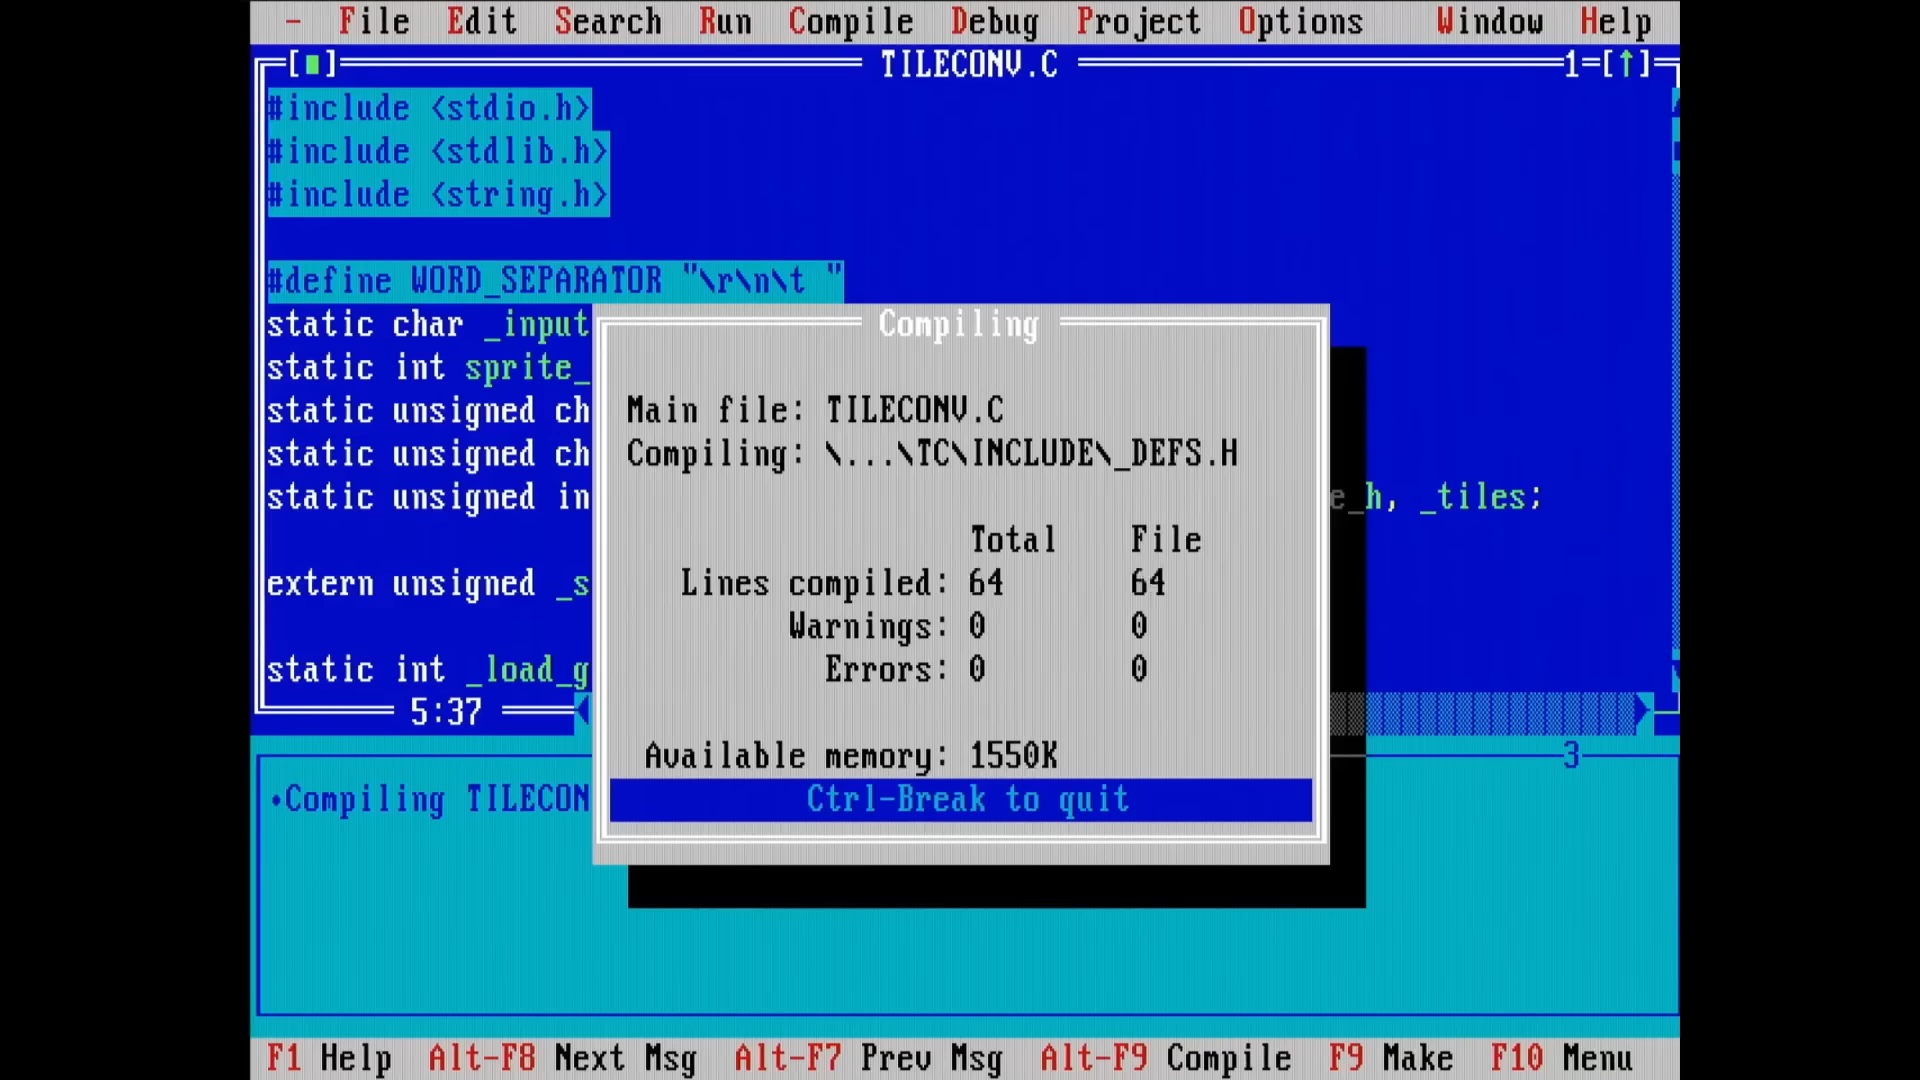 - File Edit Search Run Compile Debug Project Options Window Help
[■] TILECONV.C 1=[↑]
#include <stdio.h>
#include <stdlib.h>
#include <string.h>
#define WORD_SEPARATOR "\r\n\t "
static char _input
static int sprite_
static unsigned ch
static unsigned ch
static unsigned in
e_h, _tiles;
extern unsigned _s
static int _load_g
5:37
Compiling
Main file: TILECONV.C
Compiling: \...\TC\INCLUDE\_DEFS.H
Total File
Lines compiled: 64 64
Warnings: 0 0
Errors: 0 0
Available memory: 1550K
Ctrl-Break to quit
3
•Compiling TILECON
F1 Help Alt-F8 Next Msg Alt-F7 Prev Msg Alt-F9 Compile F9 Make F10 Menu